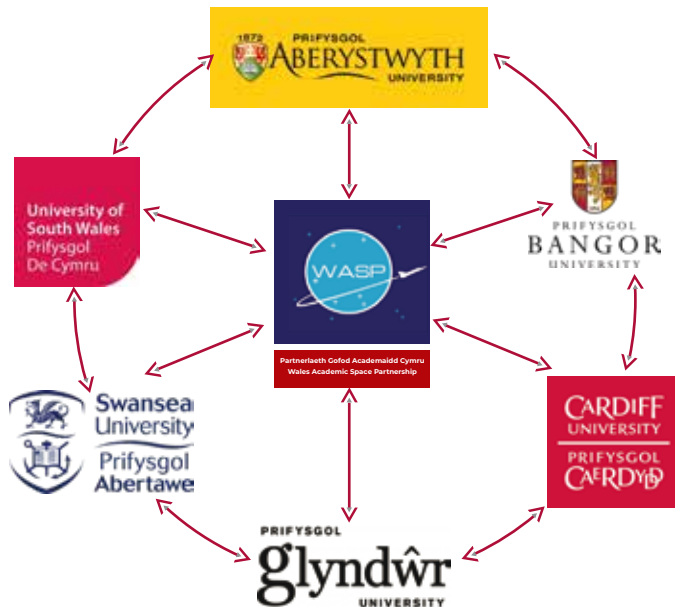 1872
PRIFYSGOL
ABERYSTWYTH
UNIVERSITY
University of
South Wales
Prifysgol
De Cymru
WASP
PRIFYSGOL
BANGOR
UNIVERSITY
Partneriaeth Gofod Academaidd Cymru
Wales Academic Space Partnership
Swansea
University
Prifysgol
Abertawe
CARDIFF
UNIVERSITY
PRIFYSGOL
CAERDYDD
PRIFYSGOL
glyndŵr
UNIVERSITY